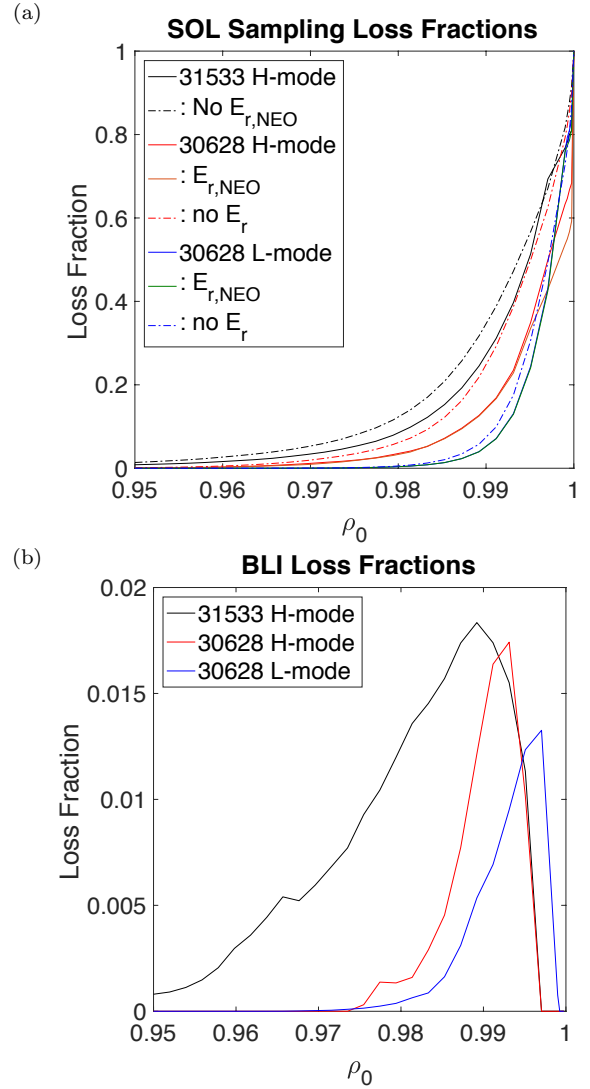 (a)
SOL Sampling Loss Fractions
1
0.8
0.6
0.4
0.2
0
Loss Fraction
31533 H-mode
: No E_{r,NEO}
30628 H-mode
: E_{r,NEO}
: no E_r
30628 L-mode
: E_{r,NEO}
: no E_r
0.95 0.96 0.97 0.98 0.99 1
ρ_0
(b)
BLI Loss Fractions
0.02
0.015
0.01
0.005
0
Loss Fraction
31533 H-mode
30628 H-mode
30628 L-mode
0.95 0.96 0.97 0.98 0.99 1
ρ_0